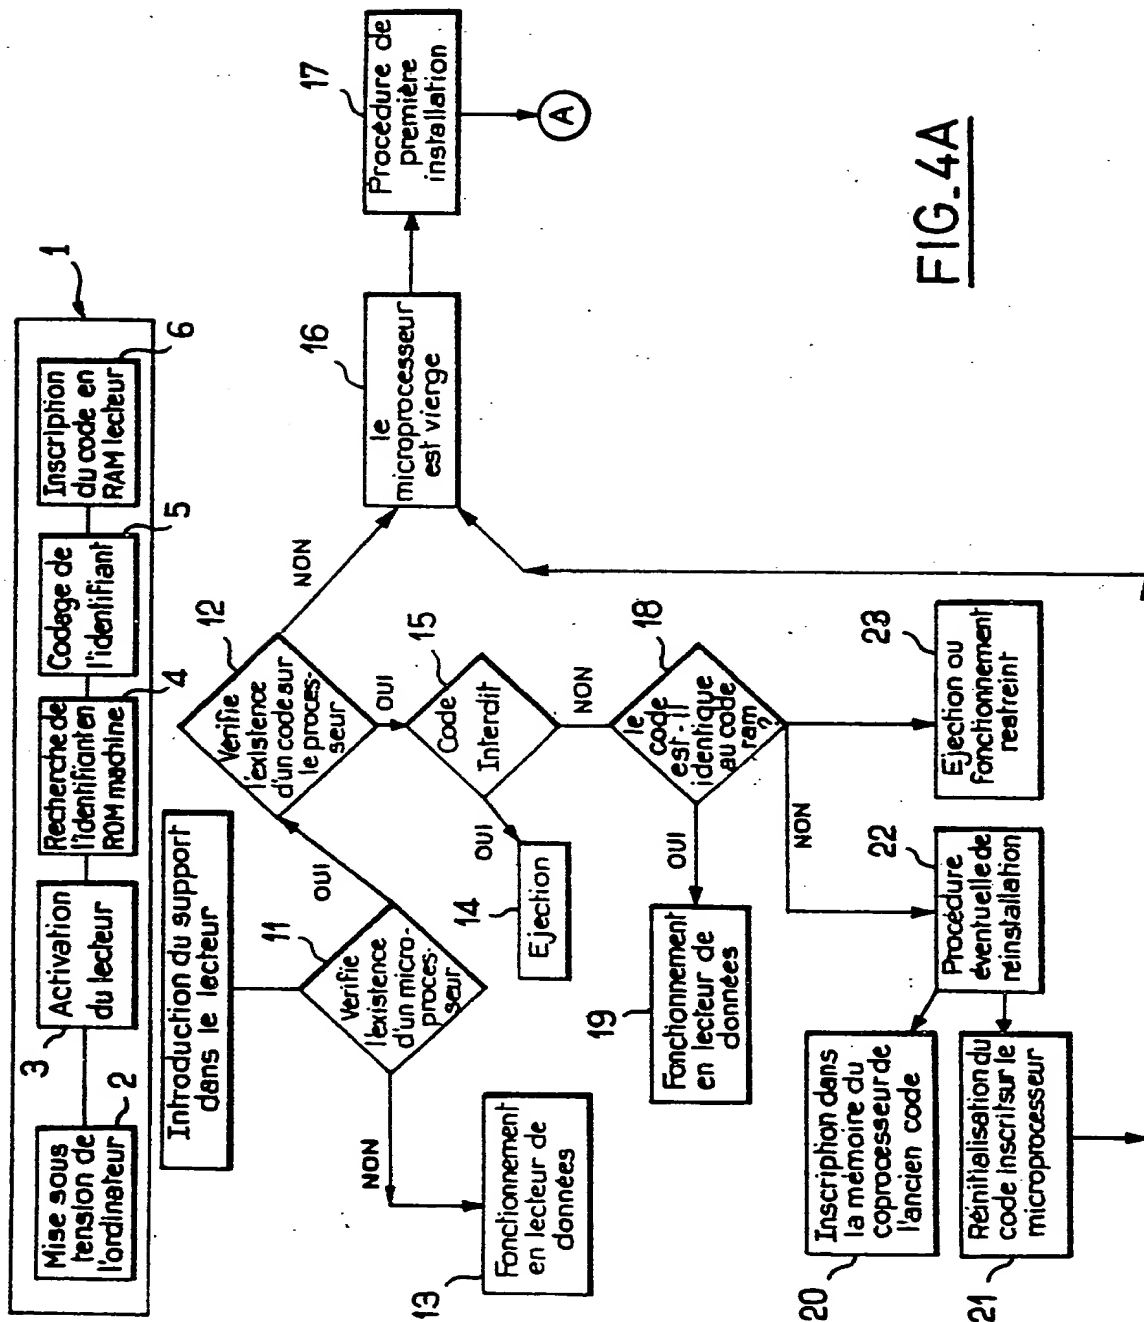 1
Mise sous
tension de
l'ordinateur
2
3
Activation
du lecteur
Recherche de
l'identifiant en
ROM machine
4
Codage de
l'identifiant
5
Inscription
du code en
RAM lecteur
6
Introduction du support
dans le lecteur
11
Verifie
l'existence
d'un micro-
proces-
seur
OUI
NON
12
Verifie
l'existence
d'un code sur
le proces-
seur
NON
OUI
13
Fonctionnement
en lecteur de
données
14
Ejection
OUI
15
Code
Interdit
NON
16
le
microprocesseur
est vierge
17
Procédure de
première
installation
A
18
le
code
est-il
identique
au code
ram?
OUI
NON
19
Fonctionnement
en lecteur de
données
22
Procédure
éventuelle de
réinstallation
23
Ejection ou
Fonctionnement
restreint
20
Inscription dans
la mémoire du
coprocesseur de
l'ancien code
21
Réinitialisation du
code inscrit sur le
microprocesseur
FIG_4A